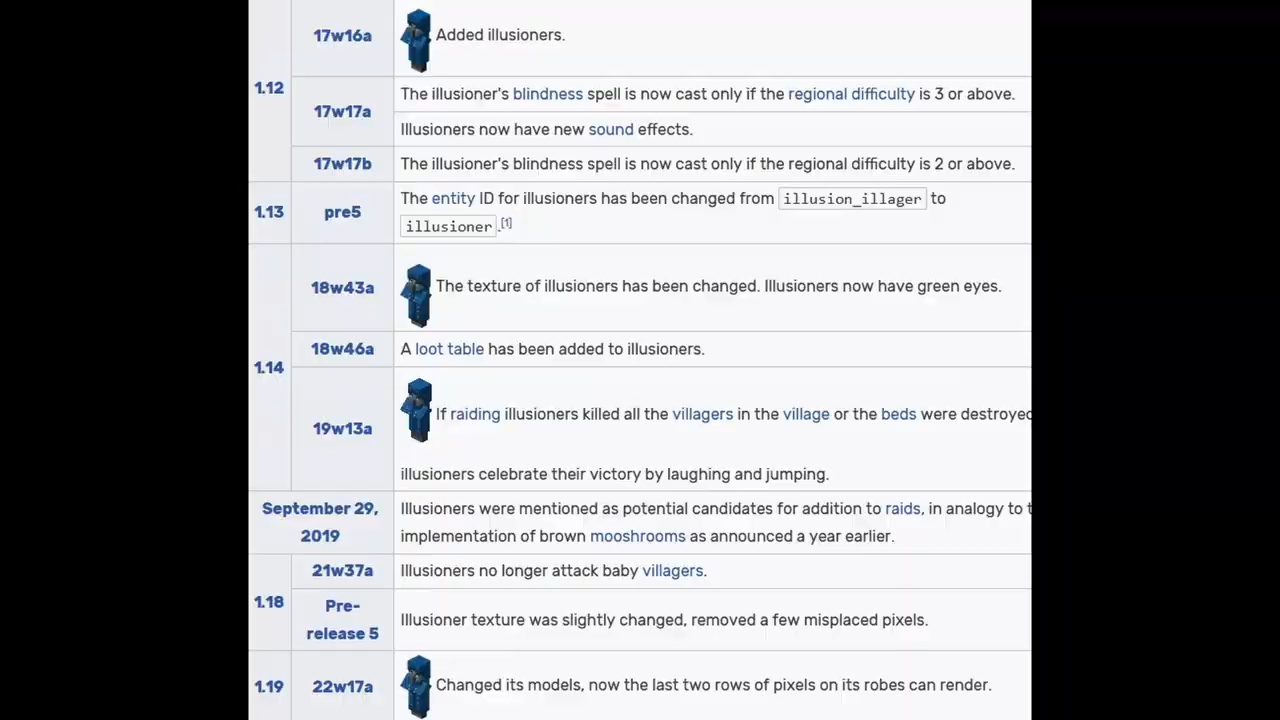 17w16a Added illusioners.
1.12
17w17a
The illusioner's blindness spell is now cast only if the regional difficulty is 3 or above.
Illusioners now have new sound effects.
17w17b The illusioner's blindness spell is now cast only if the regional difficulty is 2 or above.
1.13 pre5
The entity ID for illusioners has been changed from illusion_illager to
illusioner.[1]
1.14
18w43a The texture of illusioners has been changed. Illusioners now have green eyes.
18w46a A loot table has been added to illusioners.
19w13a
If raiding illusioners killed all the villagers in the village or the beds were destroyed
illusioners celebrate their victory by laughing and jumping.
September 29,
2019
Illusioners were mentioned as potential candidates for addition to raids, in analogy to
implementation of brown mooshrooms as announced a year earlier.
1.18
21w37a Illusioners no longer attack baby villagers.
Pre-
release 5
Illusioner texture was slightly changed, removed a few misplaced pixels.
1.19 22w17a Changed its models, now the last two rows of pixels on its robes can render.